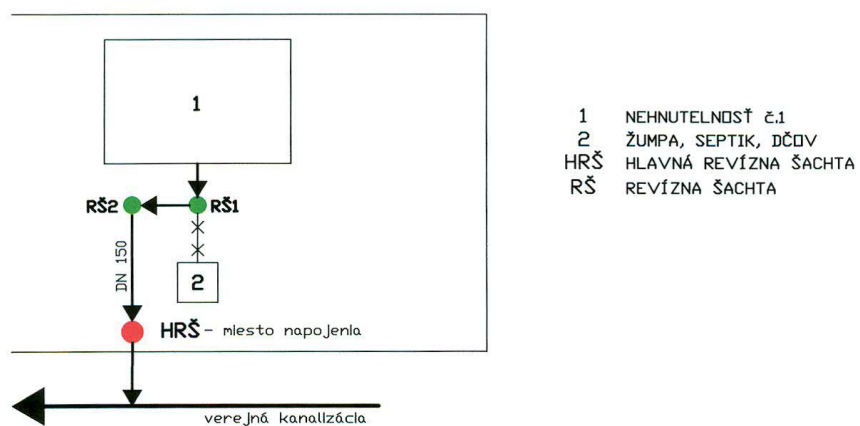 1
RŠ2
RŠ1
DN 150
2
HRŠ - miesto napojenia
verejná kanalizácia
1 NEHNUTELNOSŤ č.1
2 ŽUMPA, SEPTIK, DČOV
HRŠ HLAVNÁ REVÍZNA ŠACHTA
RŠ REVÍZNA ŠACHTA